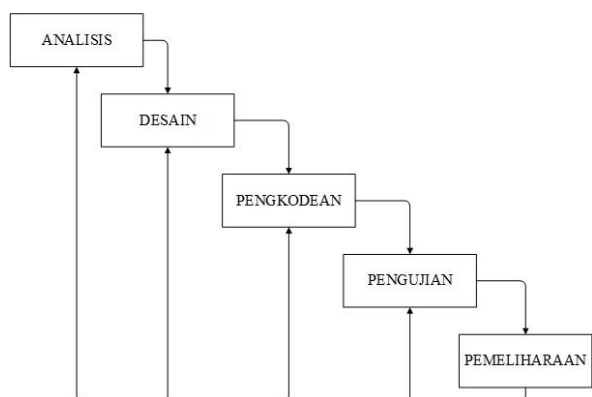 ANALISIS
DESAIN
PENGKODEAN
PENGUJIAN
PEMELIHARAAN